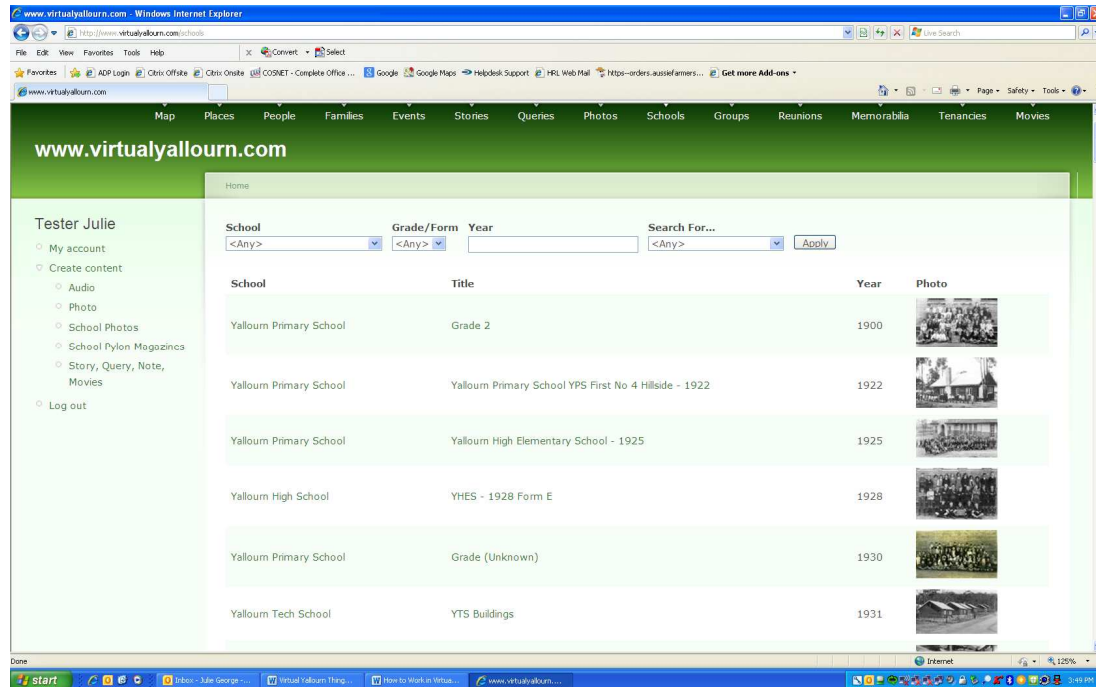 www.virtualyallourn.com - Windows Internet Explorer
http://www.virtualyallourn.com/schools
Live Search
File Edit View Favorites Tools Help
Convert
Select
Favorites
ADP Login
Citrix Offsite
Citrix Onsite
COSNET - Complete Office ...
Google
Google Maps
Helpdesk Support
HRL Web Mail
https--orders.aussiefarmers...
Get more Add-ons
www.virtualyallourn.com
Page Safety Tools
Map Places People Families Events Stories Queries Photos Schools Groups Reunions Memorabilia Tenancies Movies
www.virtualyallourn.com
Home
Tester Julie
My account
Create content
Audio
Photo
School Photos
School Pylon Magazines
Story, Query, Note,
Movies
Log out
School Grade/Form Year Search For...
<Any> <Any> <Any> Apply
School Title Year Photo
Yallourn Primary School Grade 2 1900
Yallourn Primary School Yallourn Primary School YPS First No 4 Hillside - 1922 1922
Yallourn Primary School Yallourn High Elementary School - 1925 1925
Yallourn High School YHES - 1928 Form E 1928
Yallourn Primary School Grade (Unknown) 1930
Yallourn Tech School YTS Buildings 1931
Done
Internet
125%
start
Inbox - Julie George -...
Virtual Yallourn Thing...
How to Work in Virtua...
www.virtualyallourn....
3:49 PM